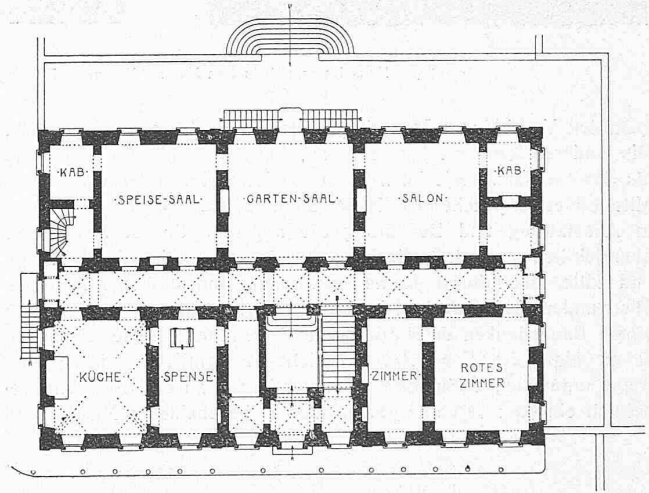 KAB·
·SPEISE-SAAL·
GARTEN-SAAL·
SALON·
KAB·
·KÜCHE·
SPENSE·
·ZIMMER·
ROTES
ZIMMER